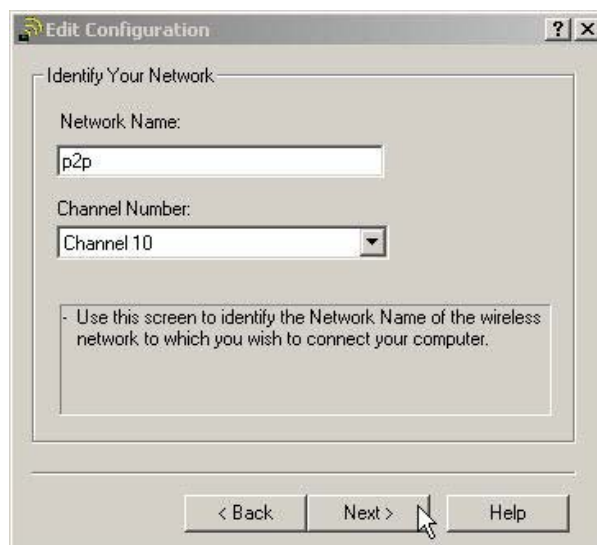 Edit Configuration
Identify Your Network
Network Name:
p2p
Channel Number:
Channel 10
- Use this screen to identify the Network Name of the wireless
network to which you wish to connect your computer.
< Back
Next >
Help